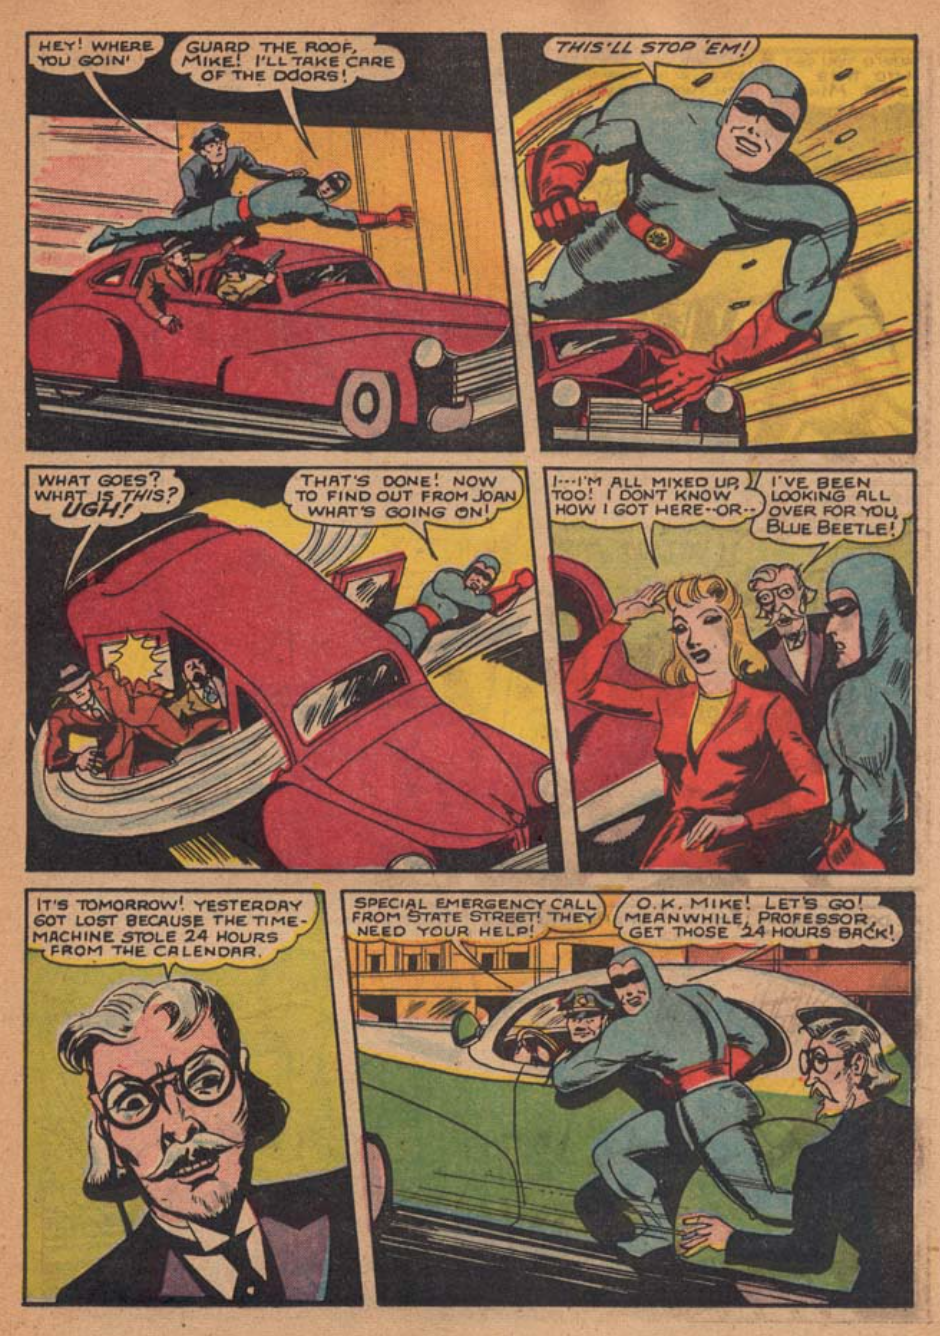 HEY! WHERE
YOU GOIN'
GUARD THE ROOF,
MIKE! I'LL TAKE CARE
OF THE DOORS!
THIS'LL STOP 'EM!
WHAT GOES?
WHAT IS THIS?
UGH!
THAT'S DONE! NOW
TO FIND OUT FROM JOAN
WHAT'S GOING ON!
I---I'M ALL MIXED UP,
TOO! I DON'T KNOW
HOW I GOT HERE--OR--
I'VE BEEN
LOOKING ALL
OVER FOR YOU,
BLUE BEETLE!
IT'S TOMORROW! YESTERDAY
GOT LOST BECAUSE THE TIME-
MACHINE STOLE 24 HOURS
FROM THE CALENDAR.
SPECIAL EMERGENCY CALL
FROM STATE STREET! THEY
NEED YOUR HELP!
O.K. MIKE! LET'S GO!
MEANWHILE, PROFESSOR,
GET THOSE 24 HOURS BACK!